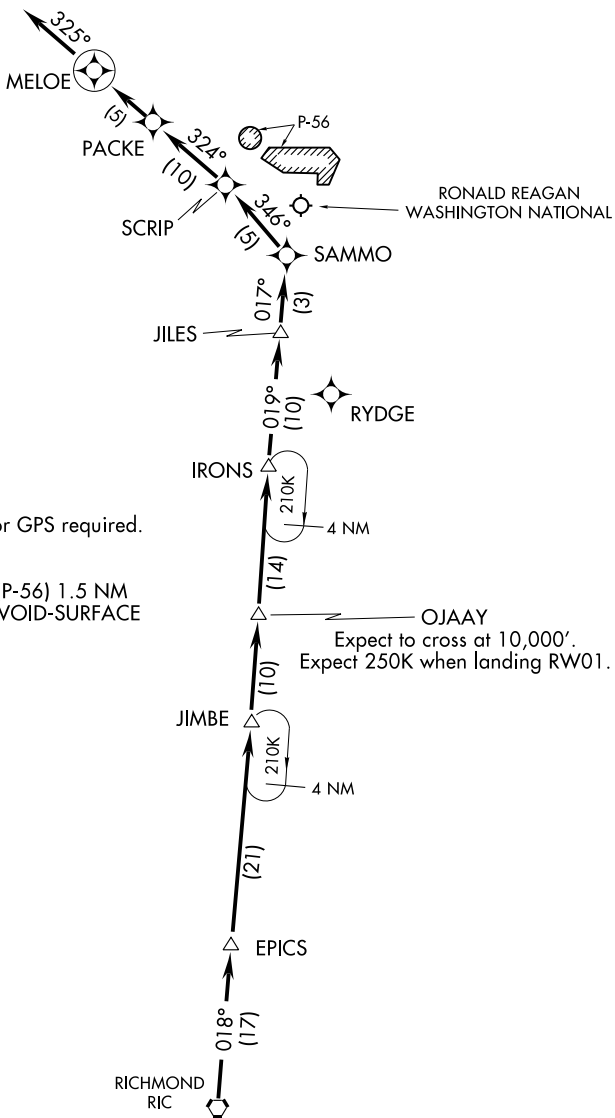 325°
MELOE
(5)
P-56
PACKE
324°
(10)
RONALD REAGAN
WASHINGTON NATIONAL
SCRIP
346°
(5)
SAMMO
017°
(3)
JILES
019°
(10)
RYDGE
IRONS
210K
4 NM
or GPS required.
(14)
P-56) 1.5 NM
VOID-SURFACE
OJAAY
Expect to cross at 10,000'.
Expect 250K when landing RW01.
(10)
JIMBE
210K
4 NM
(21)
EPICS
018°
(17)
RICHMOND
RIC